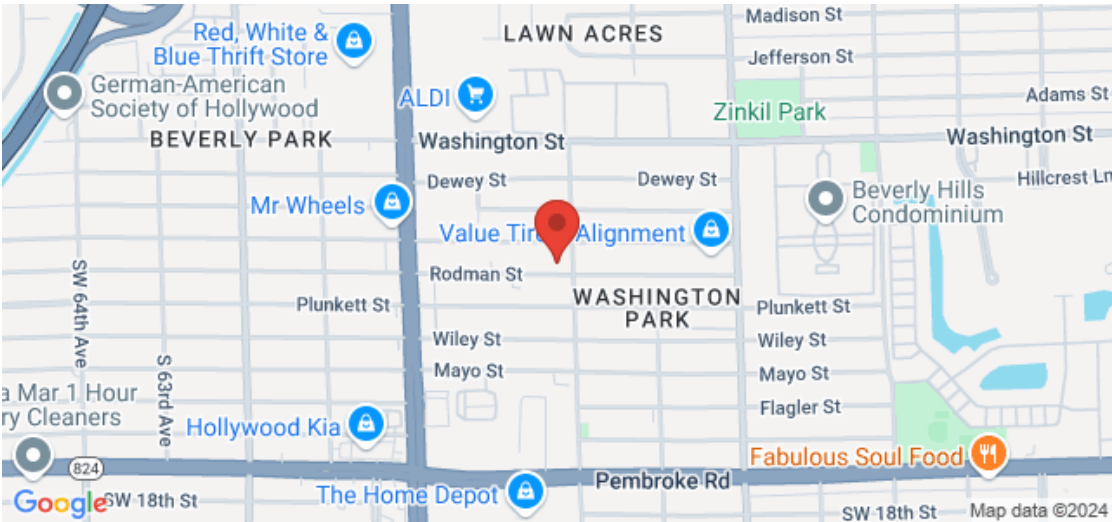 Madison St
Red, White &
Blue Thrift Store
LAWN ACRES
Jefferson St
German-American
Society of Hollywood
ALDI
Adams St
Zinkil Park
BEVERLY PARK
Washington St
Washington St
Dewey St
Dewey St
Hillcrest Ln
Mr Wheels
Beverly Hills
Condominium
Value Tire
Alignment
SW 64th Ave
Rodman St
Plunkett St
WASHINGTON
PARK
Plunkett St
Wiley St
Wiley St
S 63rd Ave
Mayo St
Mayo St
a Mar 1 Hour
ry Cleaners
Flagler St
Hollywood Kia
Fabulous Soul Food
824
Pembroke Rd
Google
SW 18th St
The Home Depot
SW 18th St
Map data ©2024